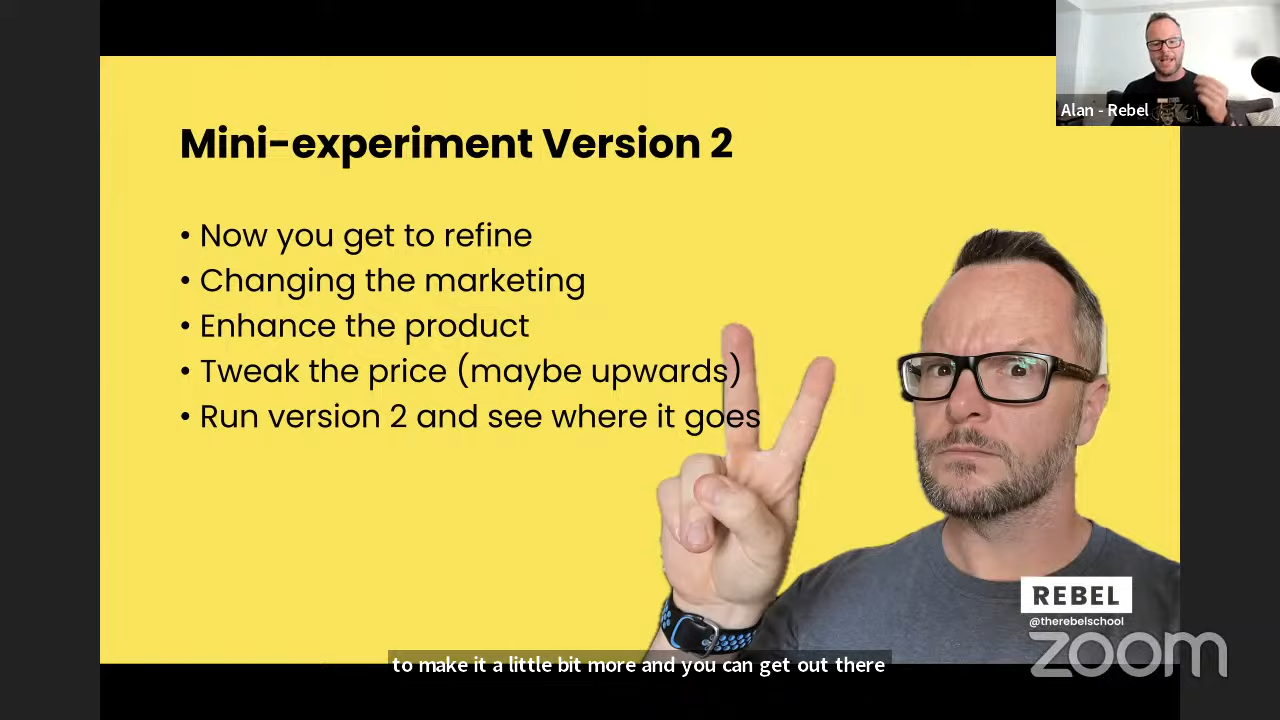 Alan - Rebel
Mini-experiment Version 2
• Now you get to refine
• Changing the marketing
• Enhance the product
• Tweak the price (maybe upwards)
• Run version 2 and see where it goes
REBEL
@therebelschool
zoom
to make it a little bit more and you can get out there